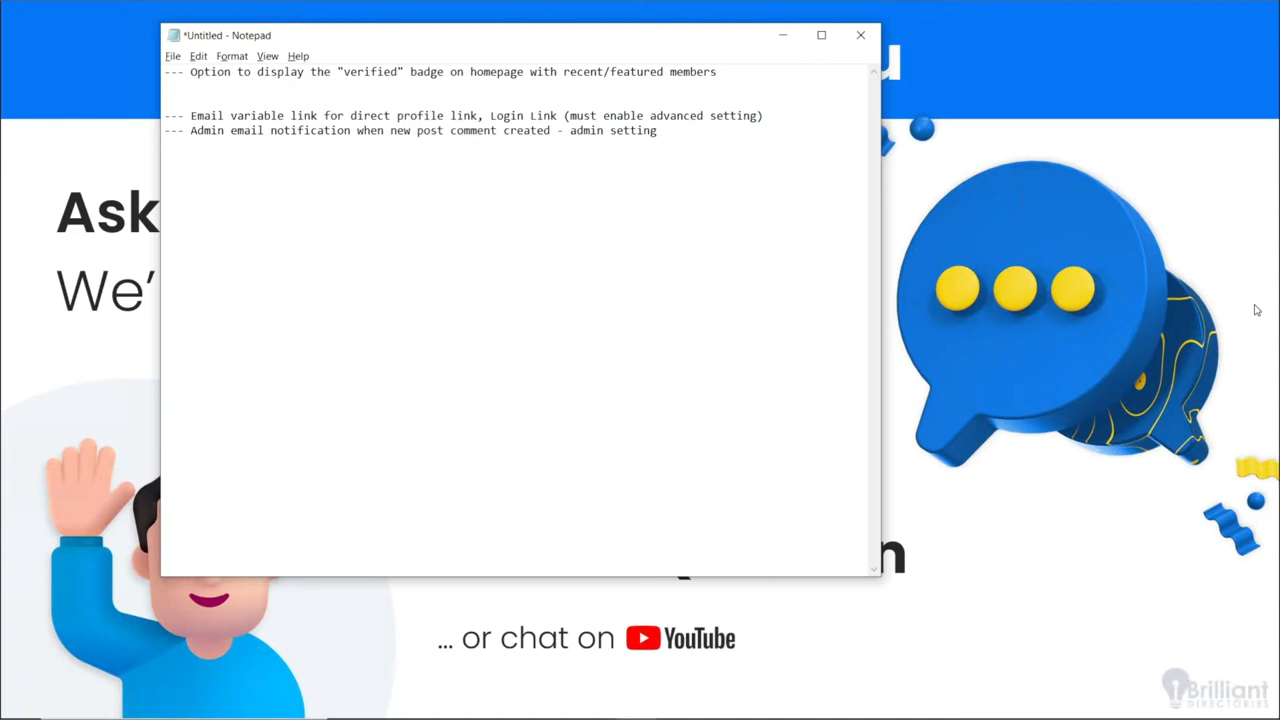 *Untitled - Notepad
File Edit Format View Help
--- Option to display the "verified" badge on homepage with recent/featured members
--- Email variable link for direct profile link, Login Link (must enable advanced setting)
--- Admin email notification when new post comment created - admin setting
Ask
We'
... or chat on YouTube
Brilliant
DIRECTORIES